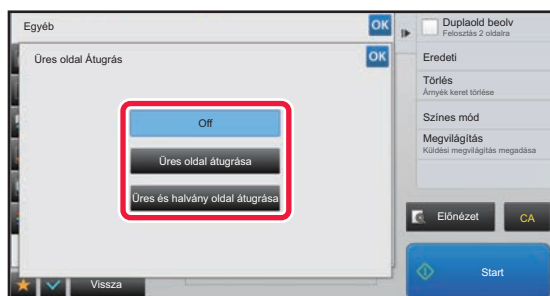 Egyéb
OK
Üres oldal Átugrás
OK
Off
Üres oldal átugrása
Üres és halvány oldal átugrása
Vissza
Duplaold beolv
Felosztás 2 oldalra
Eredeti
Törlés
Árnyék keret törlése
Színes mód
Megvilágítás
Küldési megvilágítás megadása
Előnézet
CA
Start